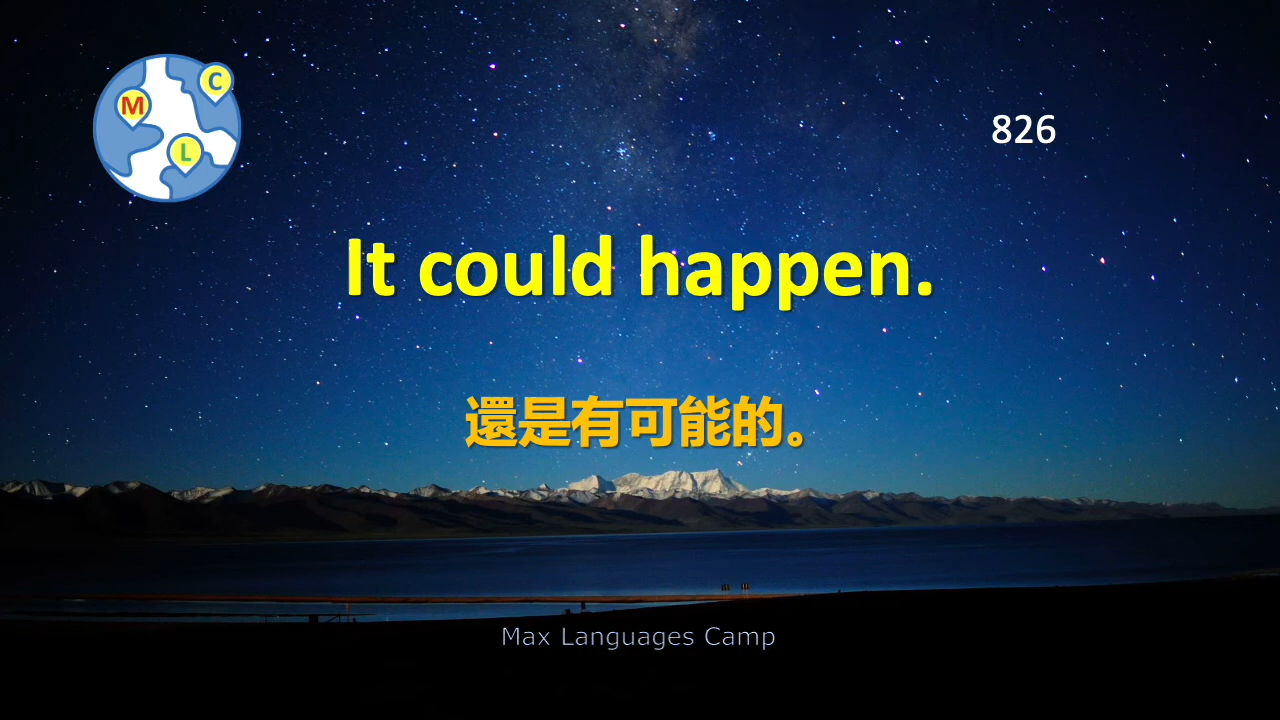 M
C
L
826
It could happen.
還是有可能的。
Max Languages Camp